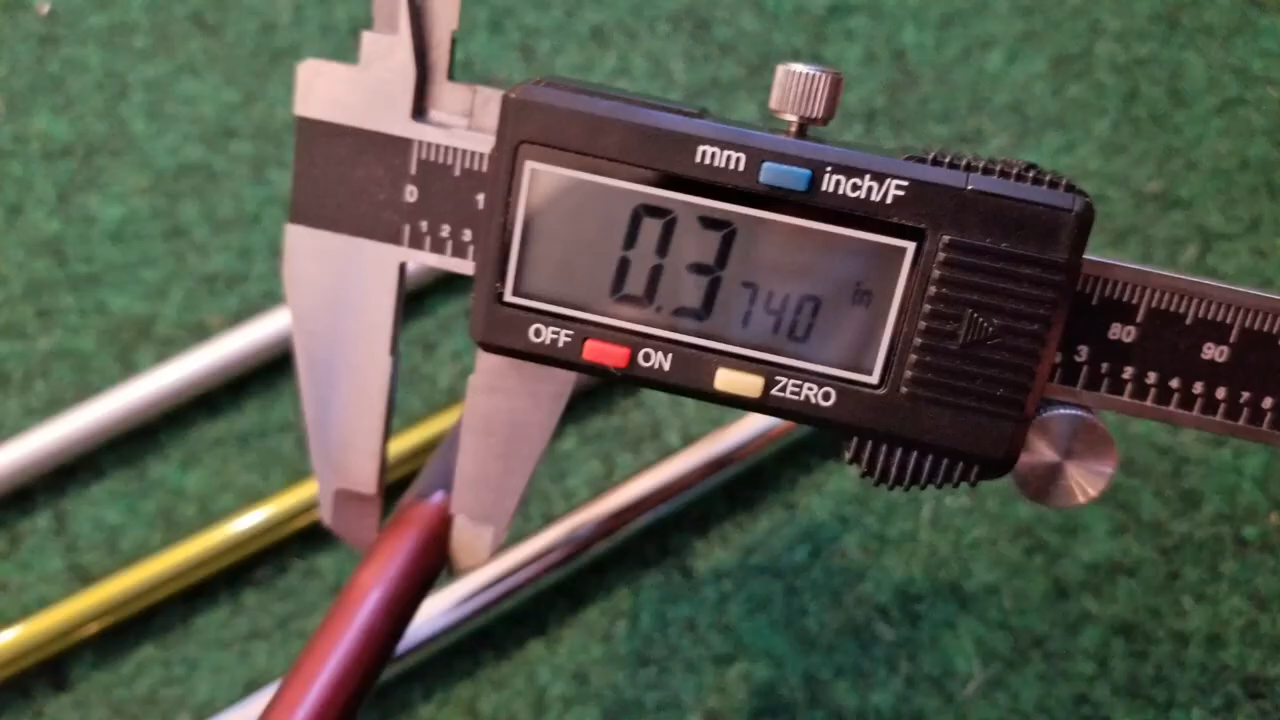 mm inch/F
0.3740 in
OFF ON ZERO
0 1
1 2 3
80 90
3 1 2 3 4 5 6 7 8